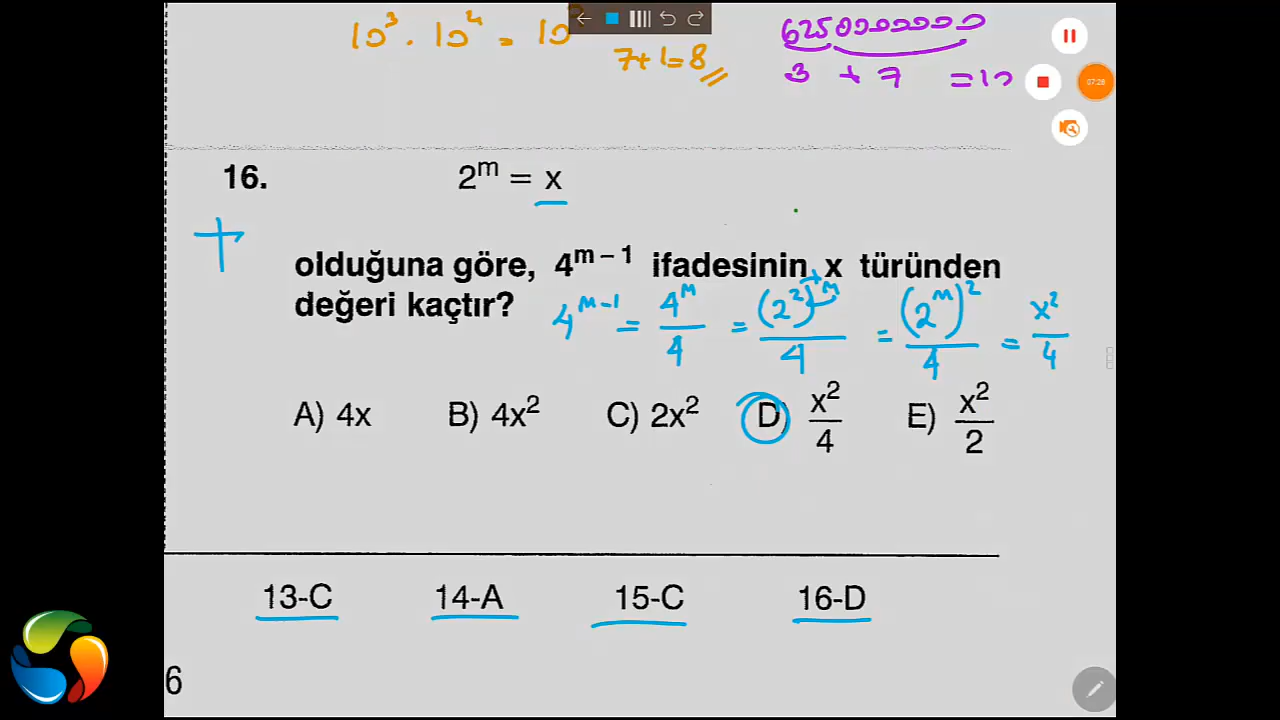 10³ . 10⁴ = 10
7+1=8
6250000000
3 + 7 = 10
07:28
16. 2ᵐ = x
olduğuna göre, 4ᵐ⁻¹ ifadesinin x türünden
değeri kaçtır?
4ᵐ⁻¹ = 4ᵐ/4 = (2²)ᵐ/4 = (2ᵐ)²/4 = x²/4
A) 4x B) 4x² C) 2x² D) x²/4 E) x²/2
13-C 14-A 15-C 16-D
6